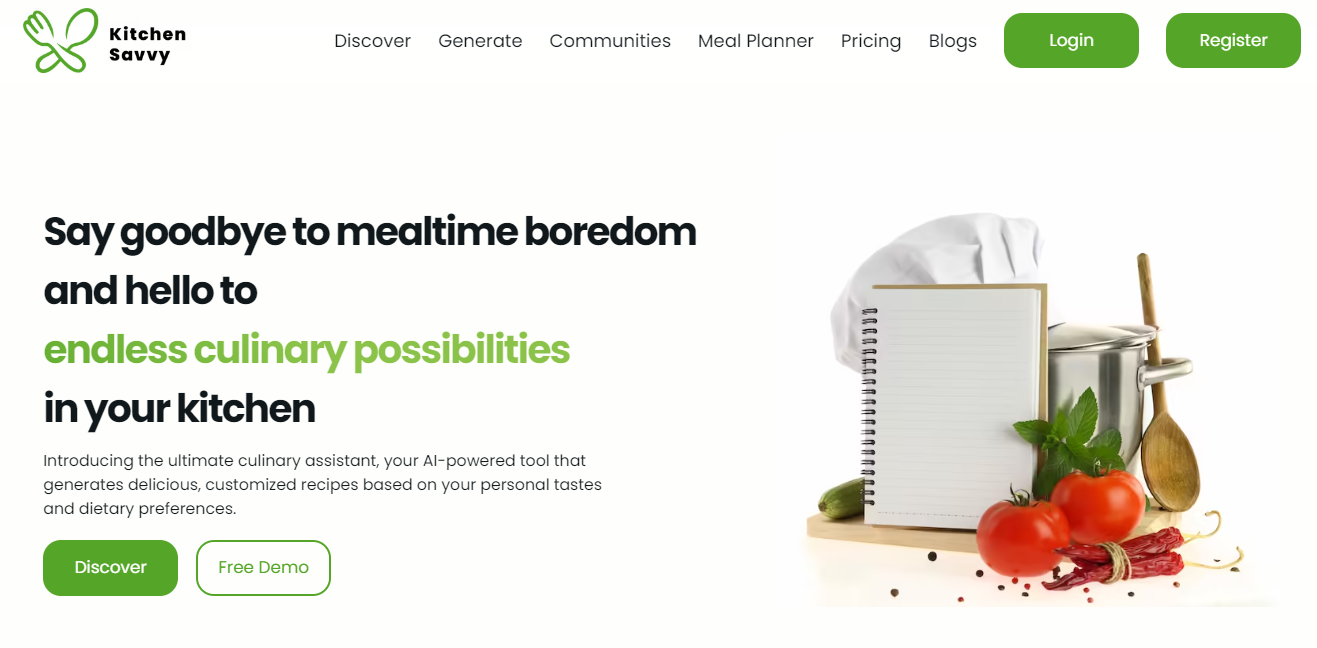 Kitchen
Savvy
Discover
Generate
Communities
Meal Planner
Pricing
Blogs
Login
Register
Say goodbye to mealtime boredom
and hello to
endless culinary possibilities
in your kitchen
Introducing the ultimate culinary assistant, your AI-powered tool that
generates delicious, customized recipes based on your personal tastes
and dietary preferences.
Discover
Free Demo